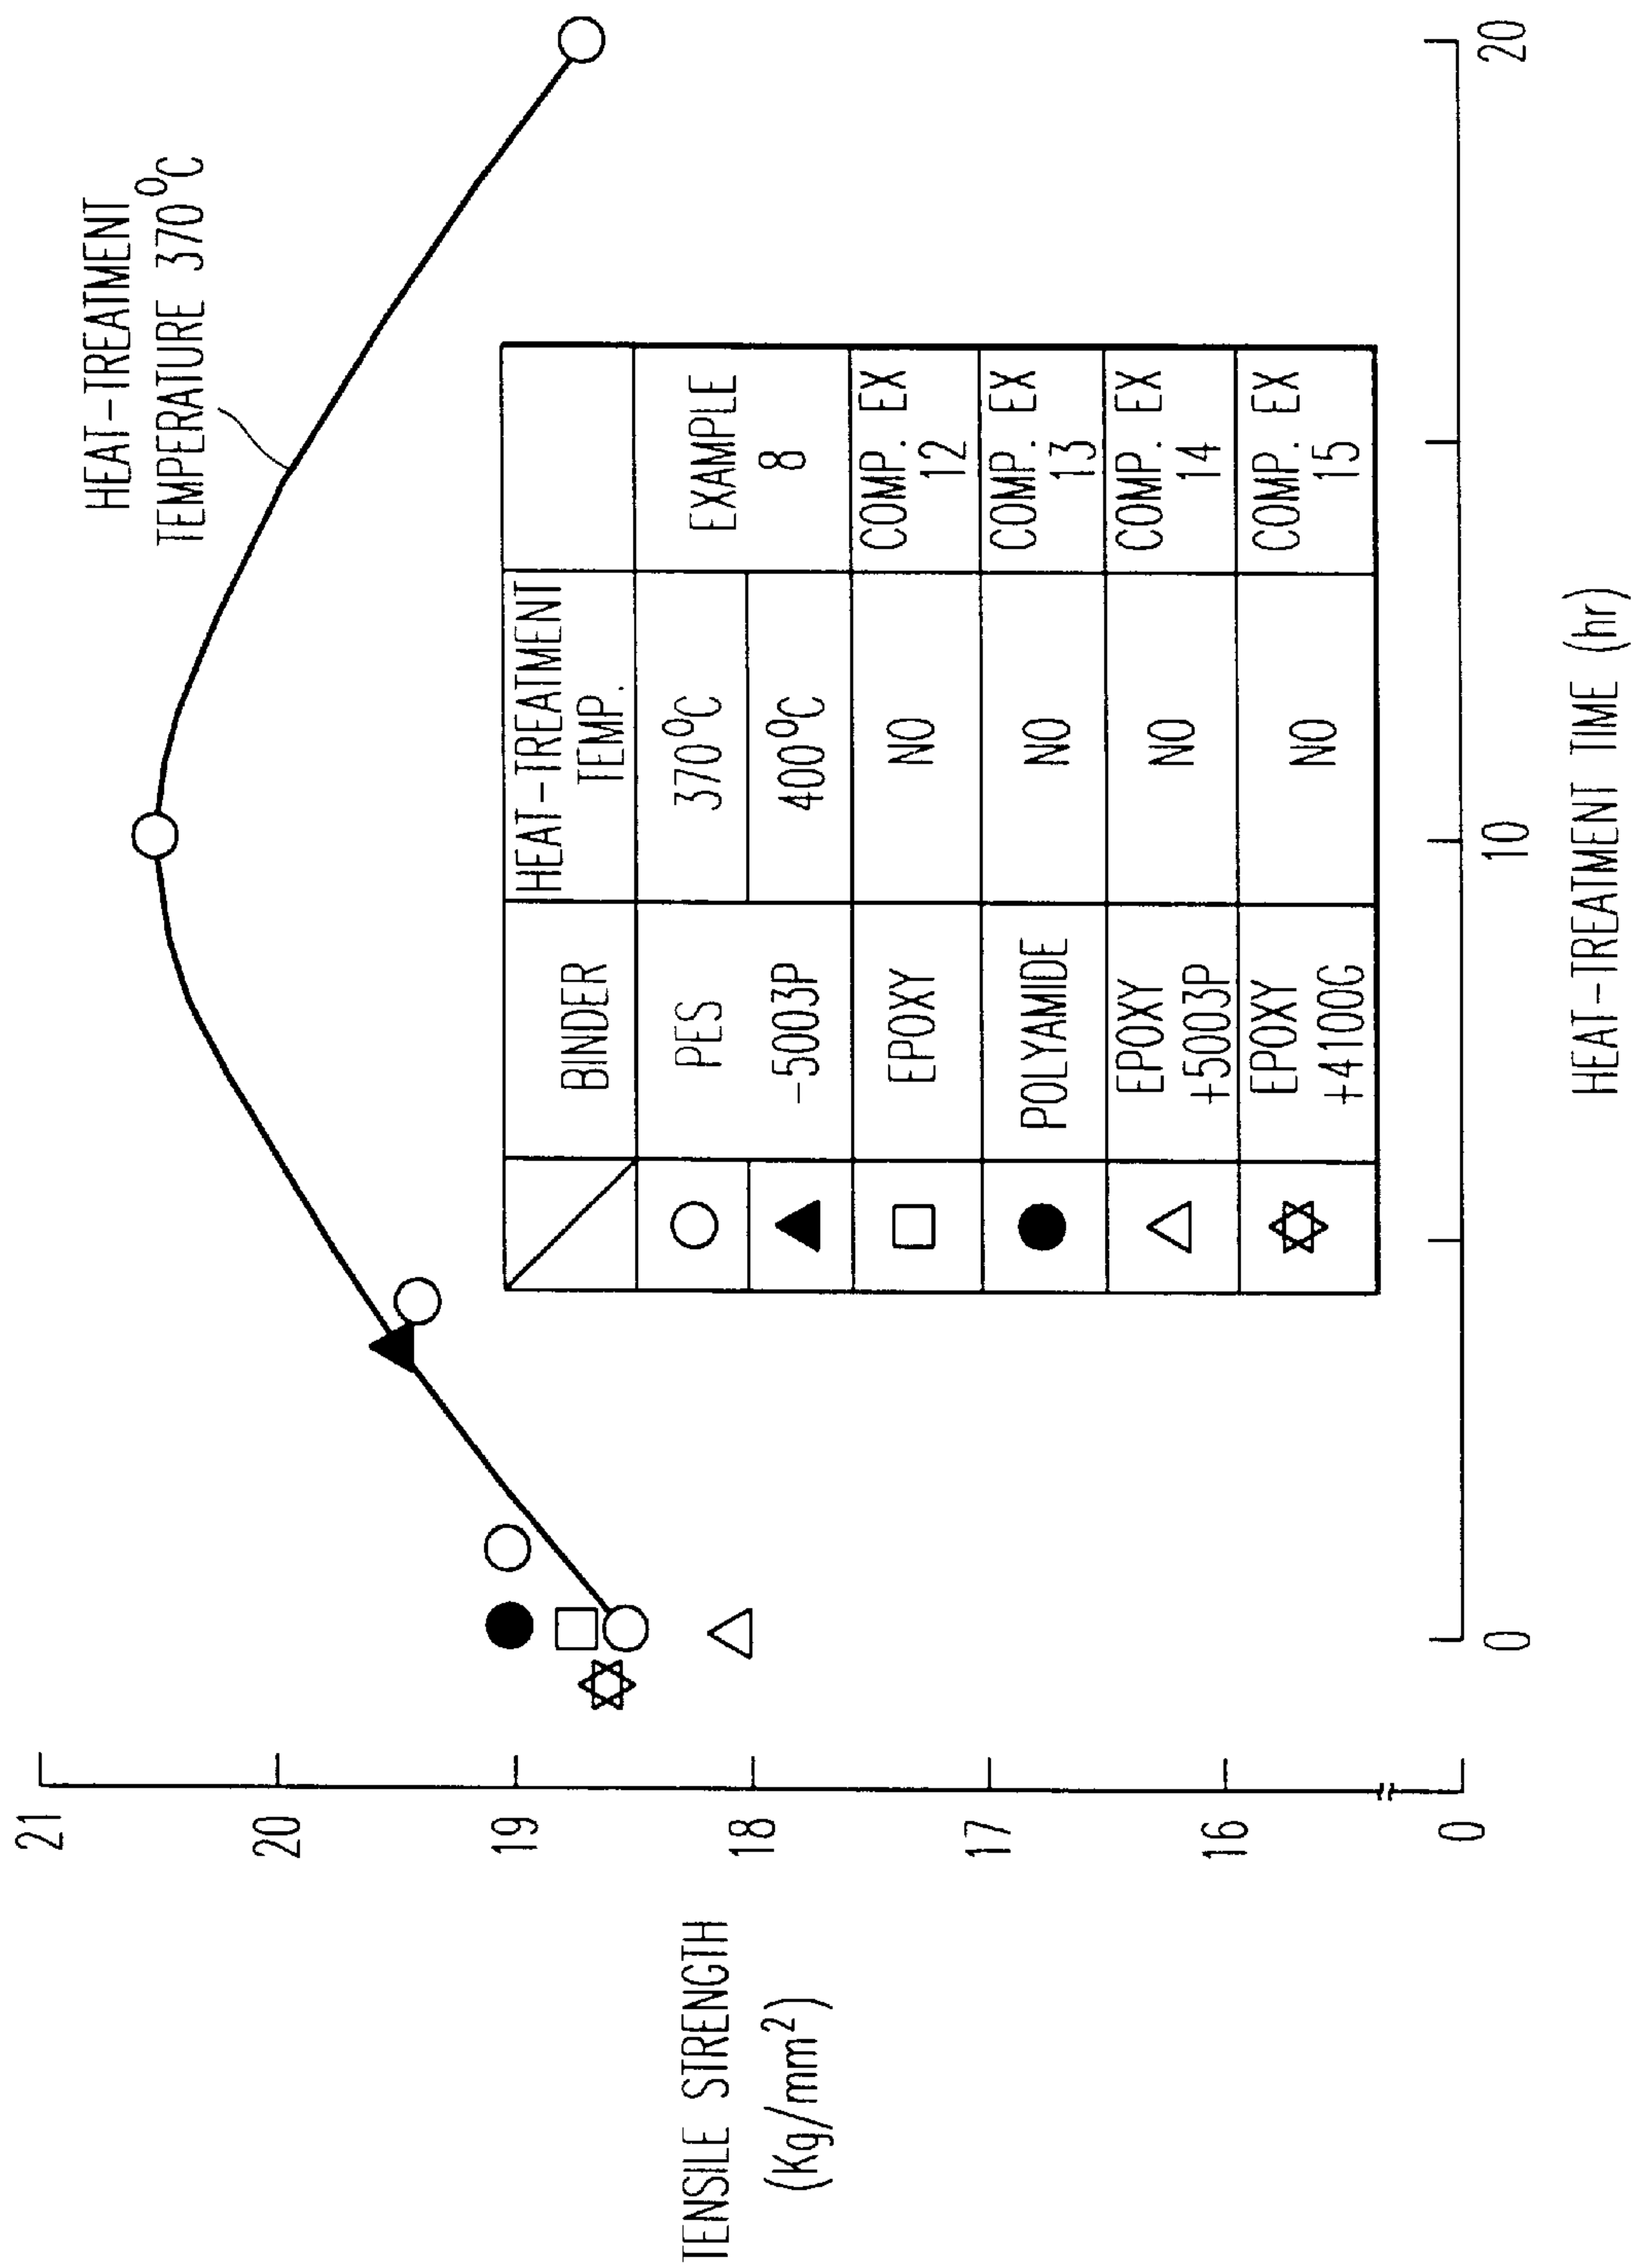 HEAT-TREATMENT
TEMPERATURE 370°C
TENSILE STRENGTH
(Kg/mm²)
21
20
19
18
17
16
0
BINDER
HEAT-TREATMENT
TEMP.
PES
-5003P
370°C
400°C
EXAMPLE
8
EPOXY
NO
COMP. EX
12
POLYAMIDE
NO
COMP. EX
13
EPOXY
+5003P
NO
COMP. EX
14
EPOXY
+4100G
NO
COMP. EX
15
0
10
20
HEAT-TREATMENT TIME (hr)